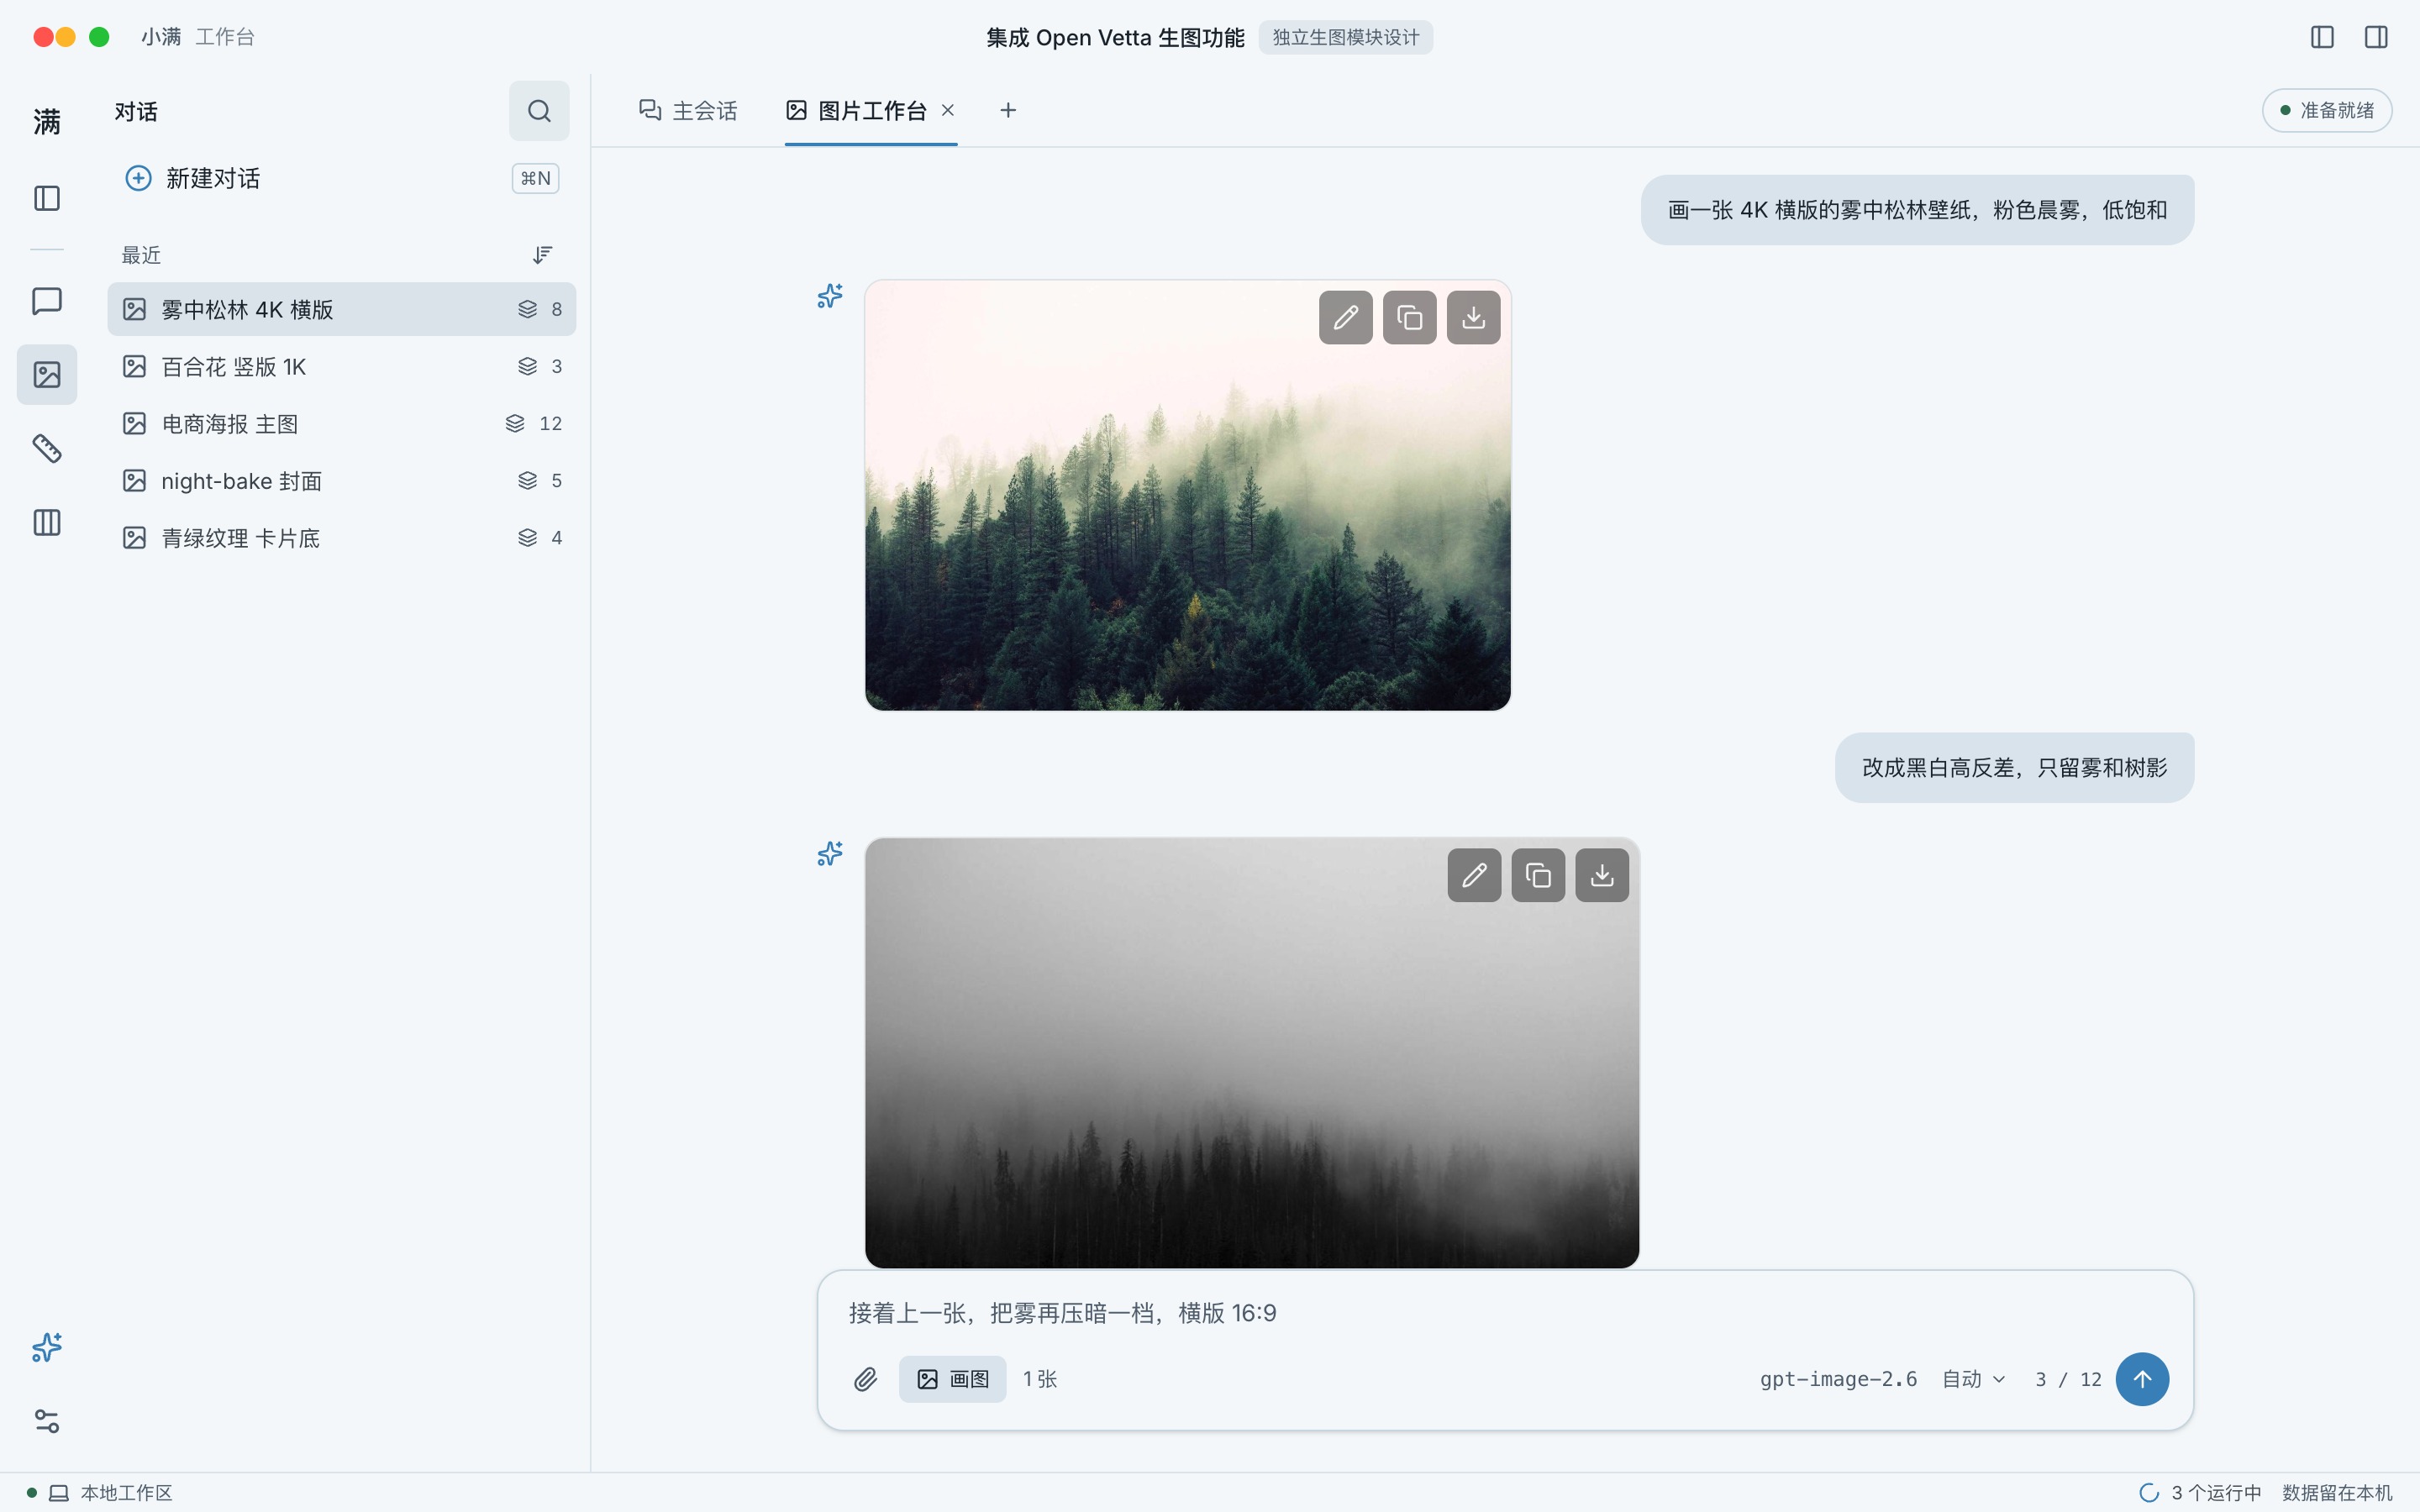 小满 工作台
集成 Open Vetta 生图功能 独立生图模块设计
满
对话
新建对话 ⌘N
最近
雾中松林 4K 横版 8
百合花 竖版 1K 3
电商海报 主图 12
night-bake 封面 5
青绿纹理 卡片底 4
主会话 图片工作台 准备就绪
画一张 4K 横版的雾中松林壁纸，粉色晨雾，低饱和
改成黑白高反差，只留雾和树影
接着上一张，把雾再压暗一档，横版 16:9
画图 1 张 gpt-image-2.6 自动 3 / 12
本地工作区 3 个运行中 数据留在本机